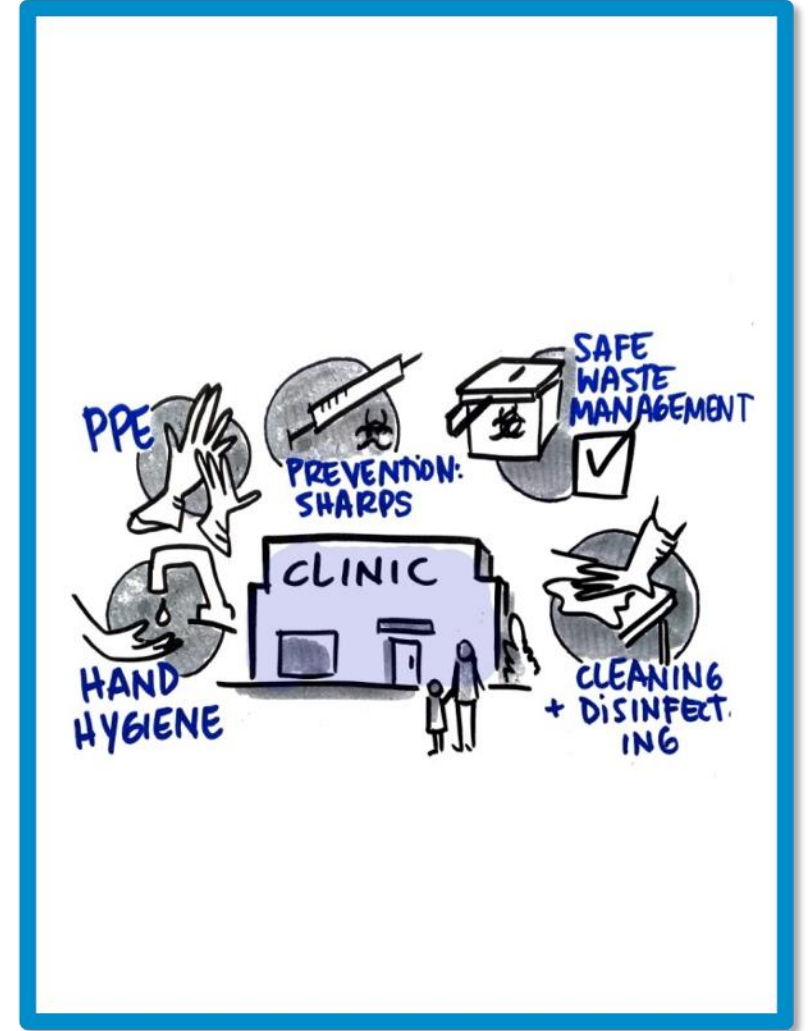 PPE
PREVENTION:
SHARPS
SAFE
WASTE
MANAGEMENT
CLINIC
HAND
HYGIENE
CLEANING
+ DISINFECT.
ING